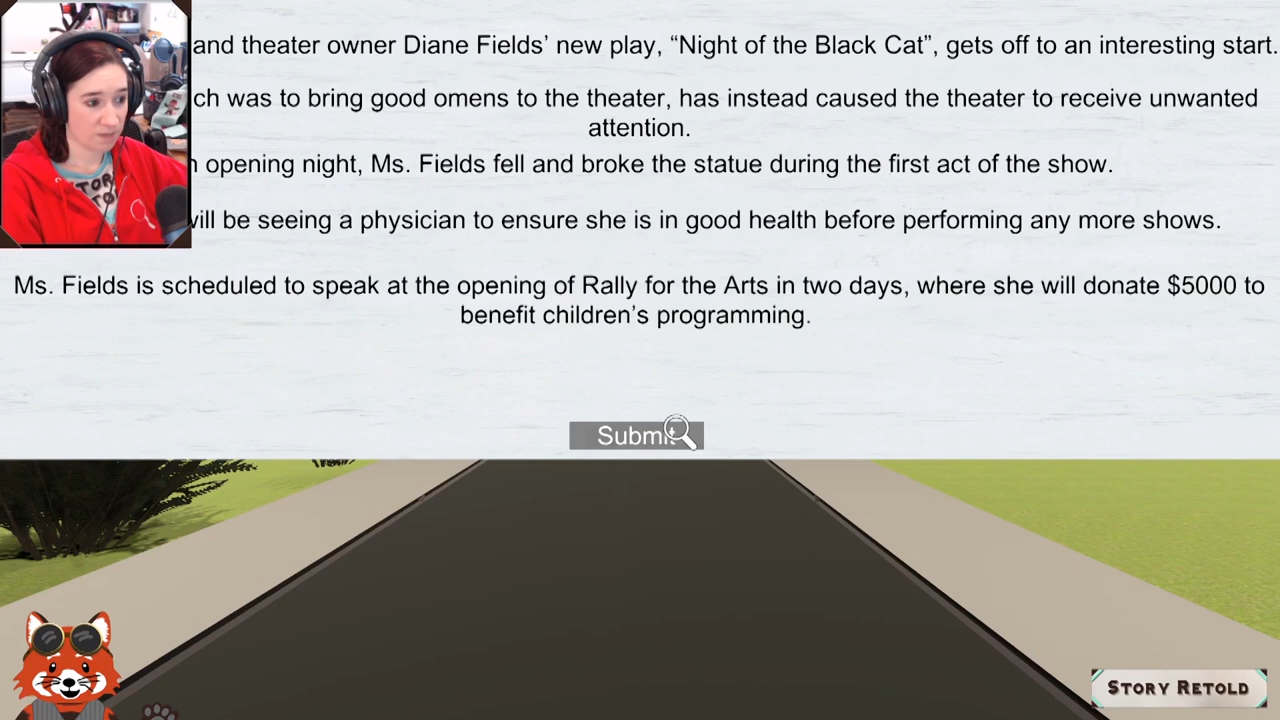 and theater owner Diane Fields’ new play, “Night of the Black Cat”, gets off to an interesting start.
was to bring good omens to the theater, has instead caused the theater to receive unwanted
attention.
opening night, Ms. Fields fell and broke the statue during the first act of the show.
will be seeing a physician to ensure she is in good health before performing any more shows.
Ms. Fields is scheduled to speak at the opening of Rally for the Arts in two days, where she will donate $5000 to
benefit children’s programming.
Submit
STORY RETOLD